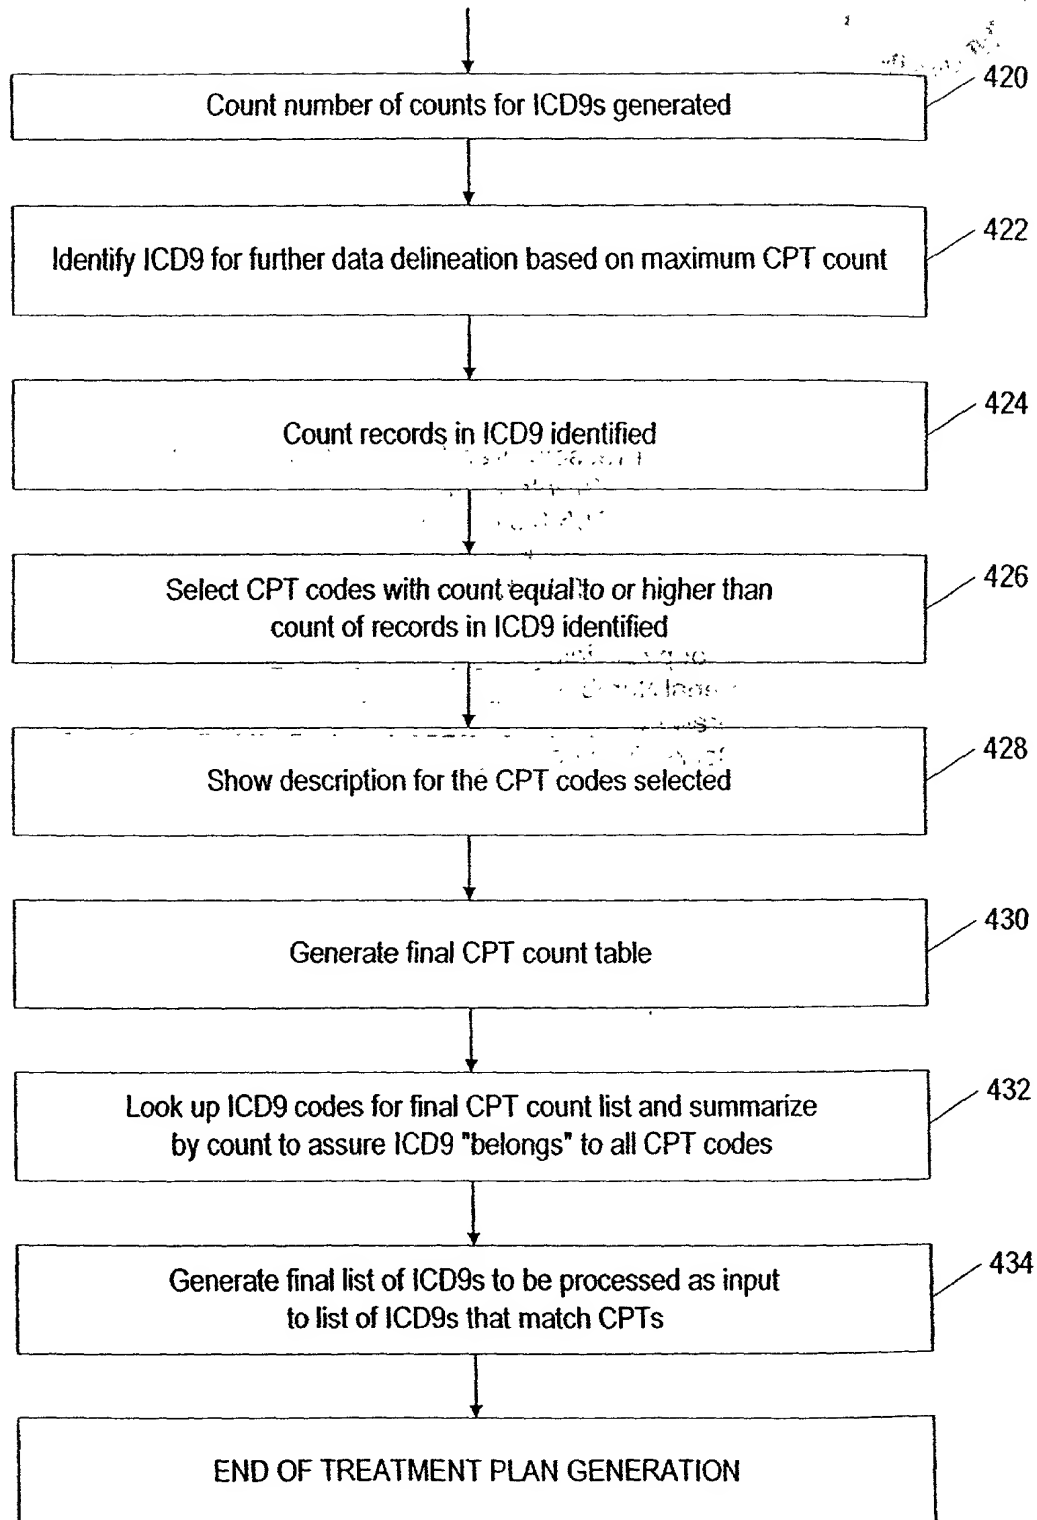 420
Count number of counts for ICD9s generated
422
Identify ICD9 for further data delineation based on maximum CPT count
424
Count records in ICD9 identified
426
Select CPT codes with count equal to or higher than
count of records in ICD9 identified
428
Show description for the CPT codes selected
430
Generate final CPT count table
432
Look up ICD9 codes for final CPT count list and summarize
by count to assure ICD9 "belongs" to all CPT codes
434
Generate final list of ICD9s to be processed as input
to list of ICD9s that match CPTs
END OF TREATMENT PLAN GENERATION